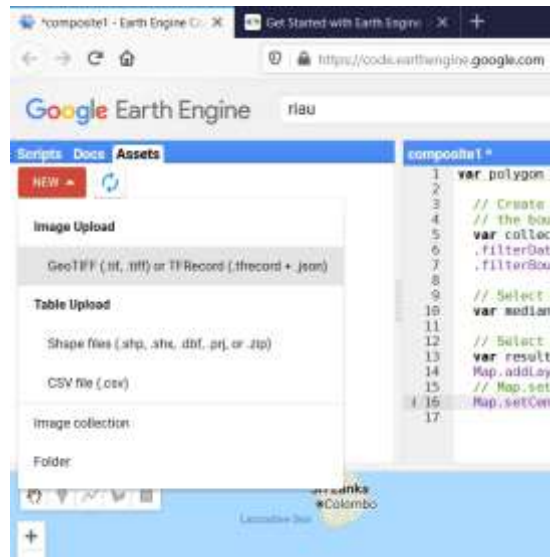 *composite1 - Earth Engine Co
Get Started with Earth Engine
https://code.earthengine.google.com
Google Earth Engine
riau
Scripts Docs Assets
composite1 *
NEW
Image Upload
GeoTIFF (.tif, .tiff) or TFRecord (.tfrecord + .json)
Table Upload
Shape files (.shp, .shx, .dbf, .prj, or .zip)
CSV file (.csv)
Image collection
Folder
1 var polygon
2
3 // Create
4 // the bou
5 var collec
6 .filterDat
7 .filterBou
8
9 // Select
10 var median
11
12 // Select
13 var result
14 Map.addLay
15 // Map.set
i 16 Map.setCen
17
Sri Lanka
Colombo
Laccadive Sea
+